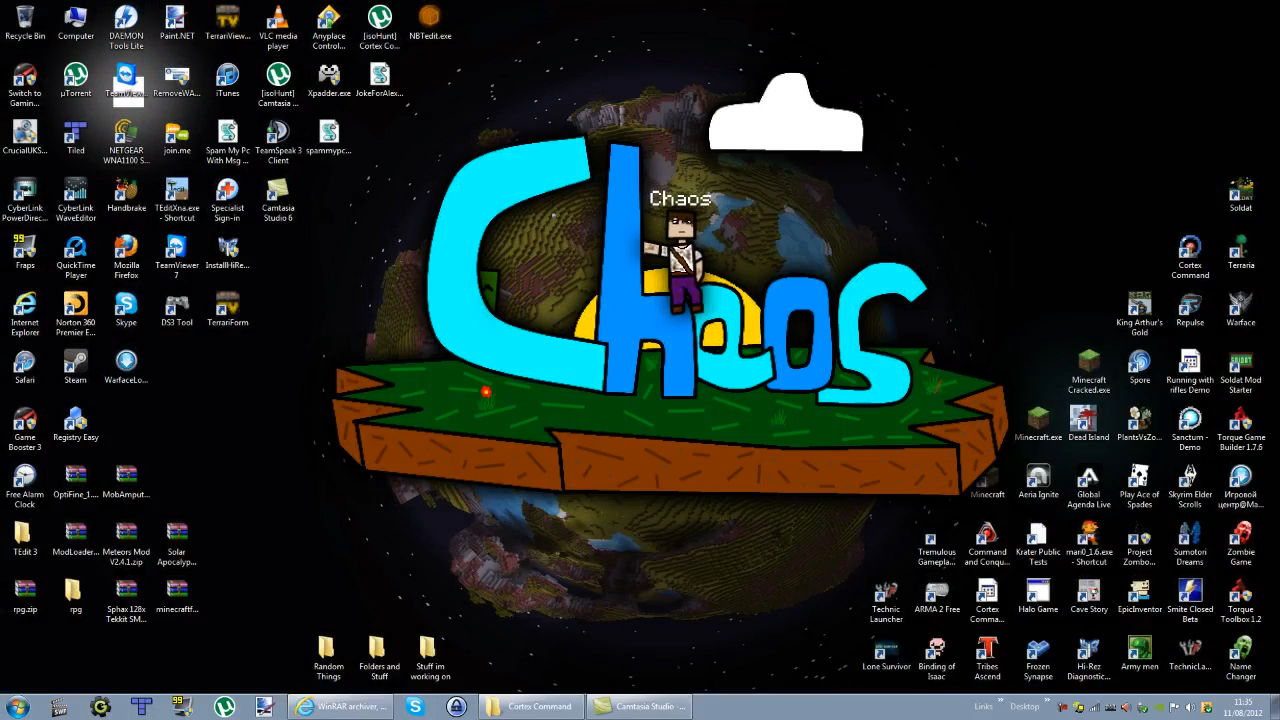 Recycle Bin
Computer
DAEMON
Tools Lite
Paint.NET
TerrariView...
VLC media
player
Anyplace
Control...
[isoHunt]
Cortex Co...
NBTedit.exe
Switch to
Gamin...
µTorrent
TeamView...
RemoveWA...
iTunes
[isoHunt]
Camtasia ...
Xpadder.exe
JokeForAlex...
CrucialUKS...
Tiled
NETGEAR
WNA1100 S...
join.me
Spam My Pc
With Msg ...
TeamSpeak 3
Client
spammypc...
CyberLink
PowerDirec...
CyberLink
WaveEditor
Handbrake
TEditXna.exe
- Shortcut
Specialist
Sign-in
Camtasia
Studio 6
Chaos
Chaos
Soldat
99
Fraps
QuickTime
Player
Mozilla
Firefox
TeamViewer
7
InstallHiRe...
Cortex
Command
Terraria
Internet
Explorer
Norton 360
Premier E...
Skype
DS3 Tool
TerriaForm
King Arthur's
Gold
Repulse
Warface
Safari
Steam
WarfaceLo...
Minecraft
Cracked.exe
Spore
Running with
rifles Demo
Soldat Mod
Starter
Game
Booster 3
Registry Easy
Minecraft.exe
Dead Island
PlantsVsZo...
Sanctum -
Demo
Torque Game
Builder 1.7.6
Free Alarm
Clock
OptiFine_1....
MobAmput...
Minecraft
Aeria Ignite
Global
Agenda Live
Play Ace of
Spades
Skyrim Elder
Scrolls
Игровой
центр@Ma...
TEdit 3
ModLoader...
Meteors Mod
V2.4.1.zip
Solar
Apocalyp...
Tremulous
Gamepla...
Command
and Conqu...
Krater Public
Tests
mari0_1.6.exe
- Shortcut
Project
Zombo...
Sumotori
Dreams
Zombie
Game
rpg.zip
rpg
Sphax 128x
Tekkit SM...
minecraftf...
Technic
Launcher
ARMA 2 Free
Cortex
Comma...
Halo Game
Cave Story
EpicInventor
Smite Closed
Beta
Torque
Toolbox 1.2
Random
Things
Folders and
Stuff
Stuff im
working on
Lone Survivor
Binding of
Isaac
Tribes
Ascend
Frozen
Synapse
Hi-Rez
Diagnostic...
Army men
TechnicLa...
Name
Changer
99
WinRAR archiver, ...
Cortex Command
Camtasia Studio - ...
Links
Desktop
11:35
11/08/2012